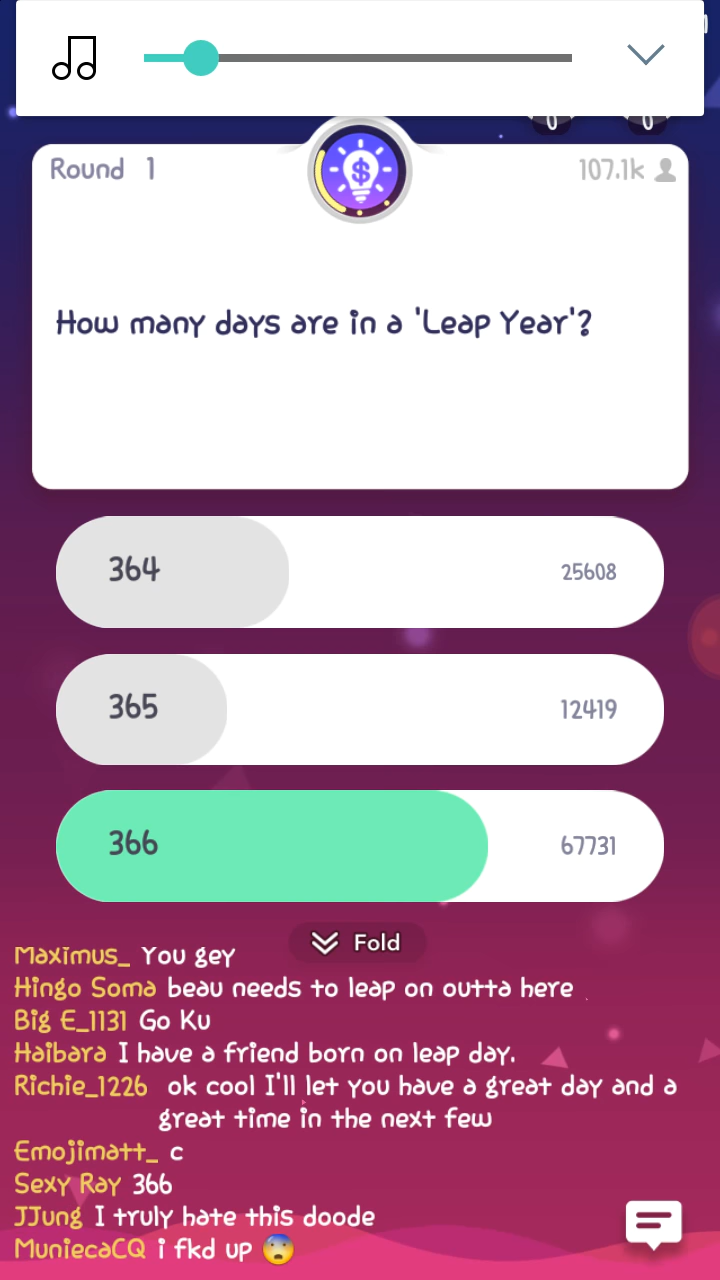 0 0
Round 1
107.1k
How many days are in a 'Leap Year'?
364 25608
365 12419
366 67731
Fold
Maximus_ You gey
Hingo Soma beau needs to leap on outta here
Big E_1131 Go Ku
Haibara I have a friend born on leap day.
Richie_1226 ok cool I'll let you have a great day and a
great time in the next few
Emojimatt_ c
Sexy Ray 366
JJung I truly hate this doode
MuniecaCQ i fkd up 😨